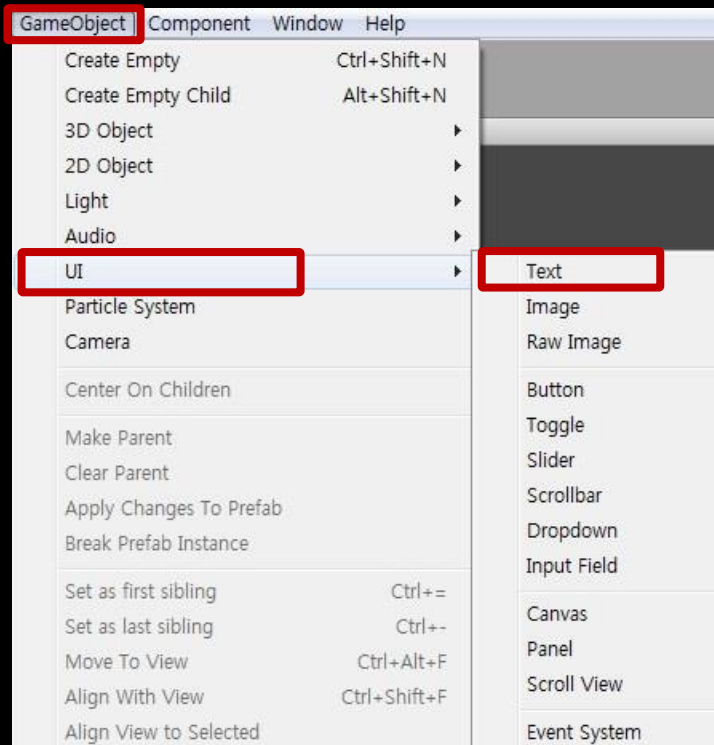 GameObject Component Window Help
Create Empty Ctrl+Shift+N
Create Empty Child Alt+Shift+N
3D Object
2D Object
Light
Audio
UI
Particle System
Camera
Center On Children
Make Parent
Clear Parent
Apply Changes To Prefab
Break Prefab Instance
Set as first sibling Ctrl+=
Set as last sibling Ctrl+-
Move To View Ctrl+Alt+F
Align With View Ctrl+Shift+F
Align View to Selected
Text
Image
Raw Image
Button
Toggle
Slider
Scrollbar
Dropdown
Input Field
Canvas
Panel
Scroll View
Event System